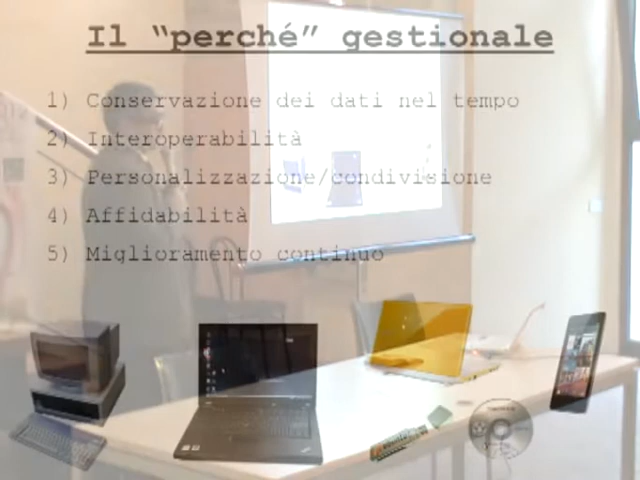 Il “perché” gestionale
1) Conservazione dei dati nel tempo
2) Interoperabilità
3) Personalizzazione/condivisione
4) Affidabilità
5) Miglioramento continuo